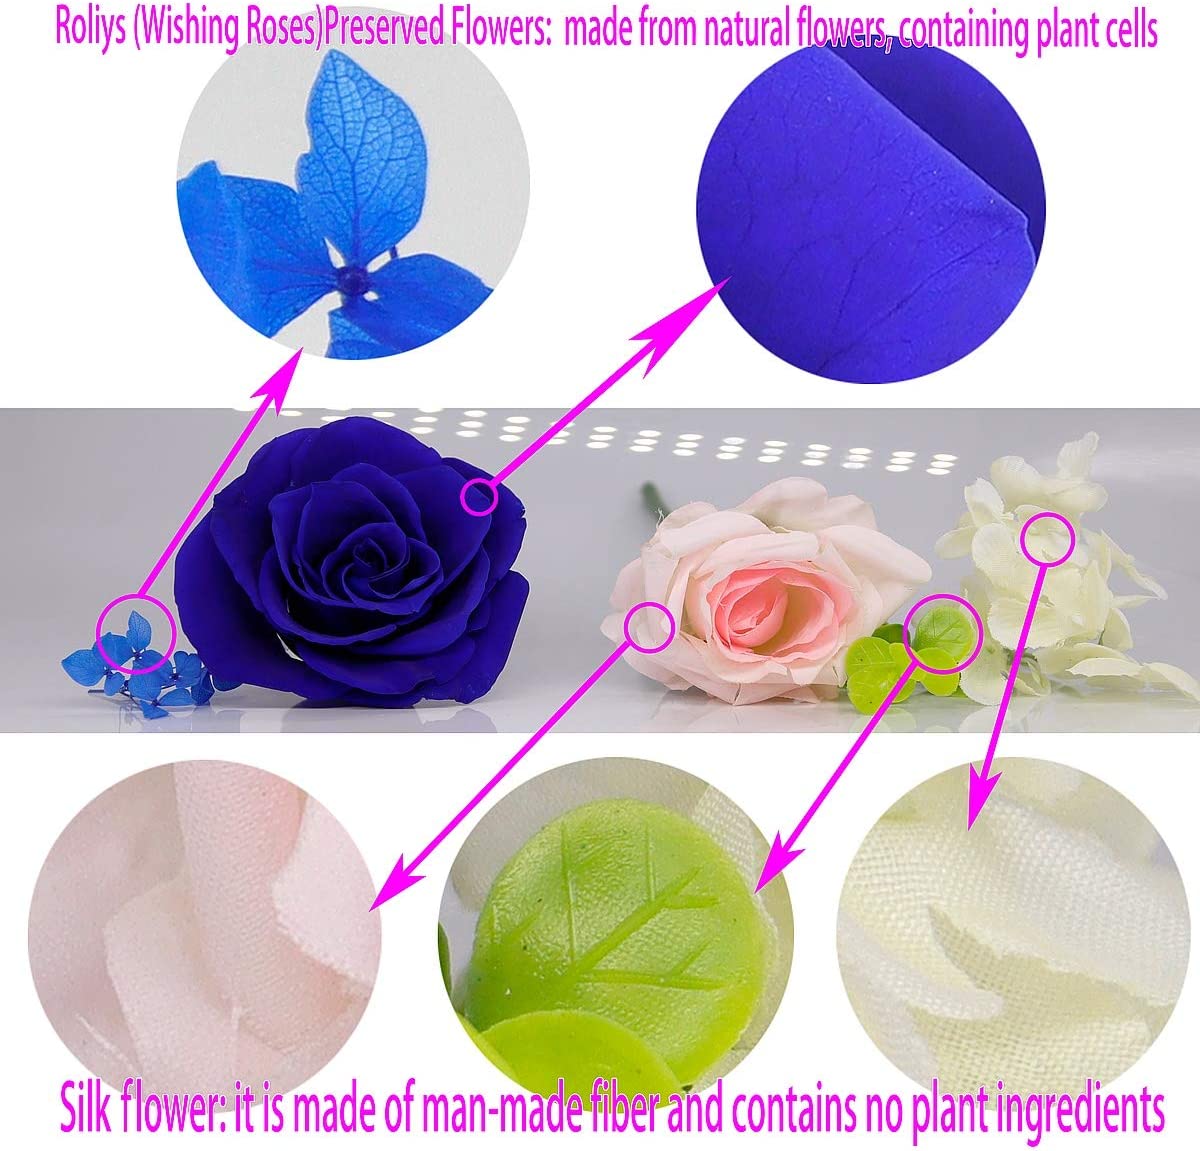 Roliys (Wishing Roses)Preserved Flowers: made from natural flowers, containing plant cells
Silk flower: it is made of man-made fiber and contains no plant ingredients